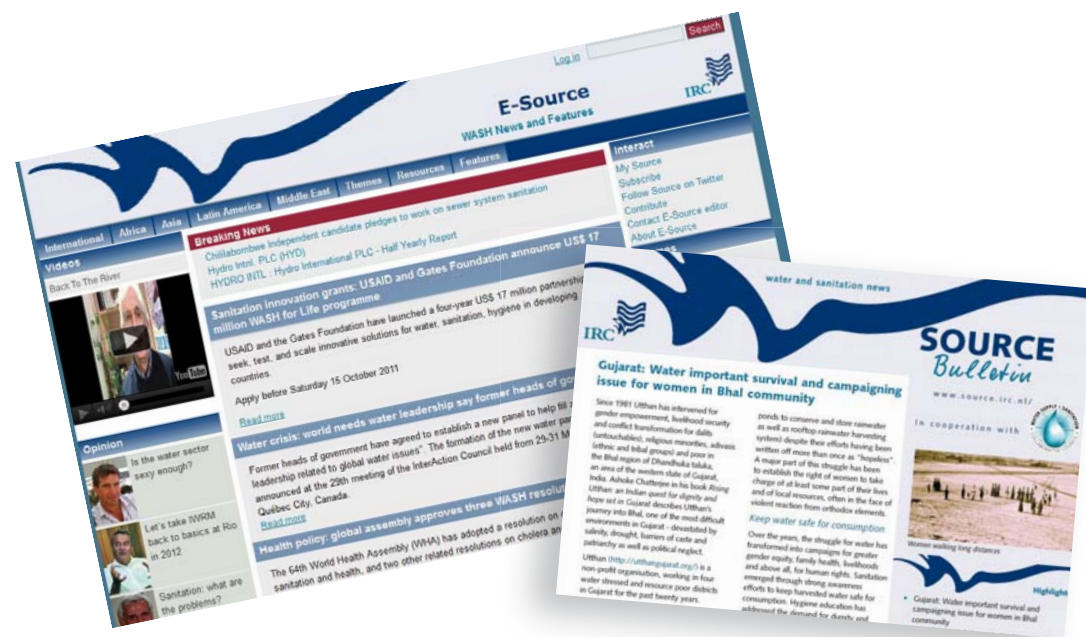 Log in
Search
E-Source
WASH News and Features
IRC
International
Africa
Asia
Latin America
Middle East
Themes
Resources
Features
Videos
Back To The River
YouTube
Opinion
Is the water sector
sexy enough?
Let's take IWRM
back to basics at Rio
in 2012
Sanitation: what are
the problems?
Breaking News
Chililabombwe Independent candidate pledges to work on sewer system sanitation
Hydro Intnl. PLC (HYD)
HYDRO INTL : Hydro International PLC - Half Yearly Report
Sanitation innovation grants: USAID and Gates Foundation announce US$ 17
million WASH for Life programme
USAID and the Gates Foundation have launched a four-year US$ 17 million partnership
seek, test, and scale innovative solutions for water, sanitation, hygiene in developing
countries.
Apply before Saturday 15 October 2011
Read more
Water crisis: world needs water leadership say former heads of
Former heads of government have agreed to establish a new panel to help fill
leadership related to global water issues". The formation of the new water
announced at the 29th meeting of the InterAction Council held from 29-31
Québec City, Canada.
Read more
Health policy: global assembly approves three WASH
The 64th World Health Assembly (WHA) has adopted a resolution on
sanitation and health, and two other related resolutions on cholera
Interact
My Source
Subscribe
Follow Source on Twitter
Contribute
Contact E-Source editor
About E-Source
water and sanitation news
IRC
SOURCE
Bulletin
www.source.irc.nl/
In cooperation with
Gujarat: Water important survival and campaigning
issue for women in Bhal community
Since 1981 Utthan has intervened for
gender empowerment, livelihood security
and conflict transformation for dalits
(untouchables), religious minorities, adivasis
(ethnic and tribal groups) and poor in
the Bhal region of Dhandhuka taluka,
an area of the western state of Gujarat,
India. Ashoke Chatterjee in his book Rising
Utthan: an Indian quest for dignity and
hope set in Gujarat describes Utthan's
journey into Bhal, one of the most difficult
environments in Gujarat - devastated by
salinity, drought, barriers of caste and
patriarchy as well as political neglect.
Utthan (http://utthangujarat.org/) is a
non-profit organisation, working in four
water stressed and resource poor districts
in Gujarat for the past twenty years.
ponds to conserve and store rainwater
as well as rooftop rainwater harvesting
system) despite their efforts having been
written off more than once as "hopeless".
A major part of this struggle has been
to establish the right of women to take
charge of at least some part of their lives
and of local resources, often in the face of
violent reaction from orthodox elements.
Keep water safe for consumption
Over the years, the struggle for water has
transformed into campaigns for greater
gender equity, family health, livelihoods
and above all, for human rights. Sanitation
emerged through strong awareness
efforts to keep harvested water safe for
consumption. Hygiene education has
addressed the demand for dignity and
Women walking long distances
Highlights
• Gujarat: Water important survival and
campaigning issue for women in Bhal
community